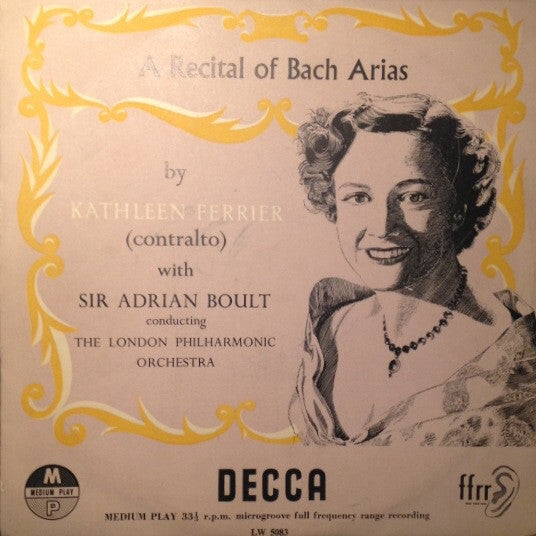 A Recital of Bach Arias
by
KATHLEEN FERRIER
(contralto)
with
SIR ADRIAN BOULT
conducting
THE LONDON PHILHARMONIC
ORCHESTRA
M
MEDIUM PLAY
P
DECCA
ffrr
MEDIUM PLAY 33⅓ r.p.m. microgroove full frequency range recording
LW 5083